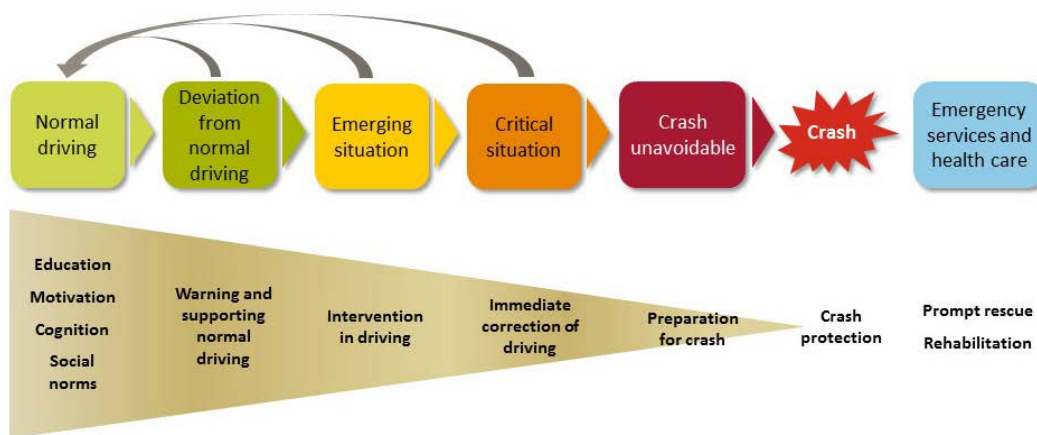 Normal
driving
Deviation
from
normal
driving
Emerging
situation
Critical
situation
Crash
unavoidable
Crash
Emergency
services and
health care
Education
Motivation
Cognition
Social
norms
Warning and
supporting
normal
driving
Intervention
in driving
Immediate
correction of
driving
Preparation
for crash
Crash
protection
Prompt rescue
Rehabilitation